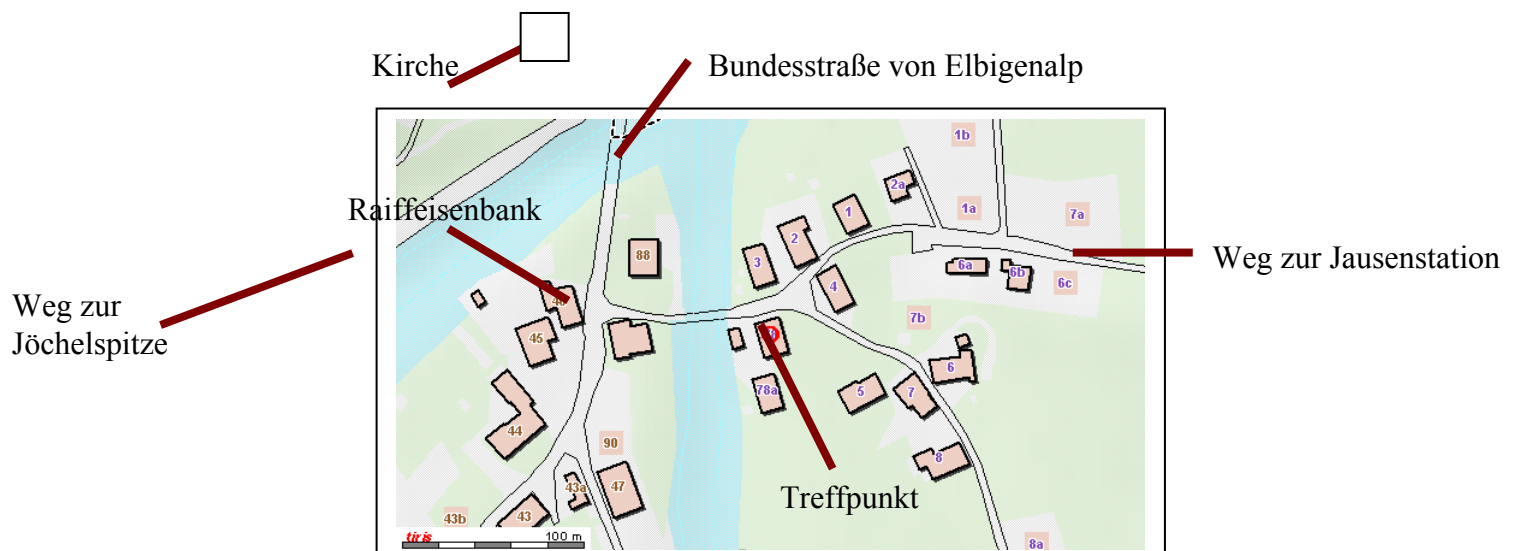 Kirche
Bundesstraße von Elbigenalp
1b
2a
1a
7a
Raiffeisenbank
1
2
88
3
Weg zur Jausenstation
6a
6b
6c
4
Weg zur
Jöchelspitze
7b
45
6
78a
5
7
44
90
8
43a
47
Treffpunkt
43b
43
tiris
100 m
8a